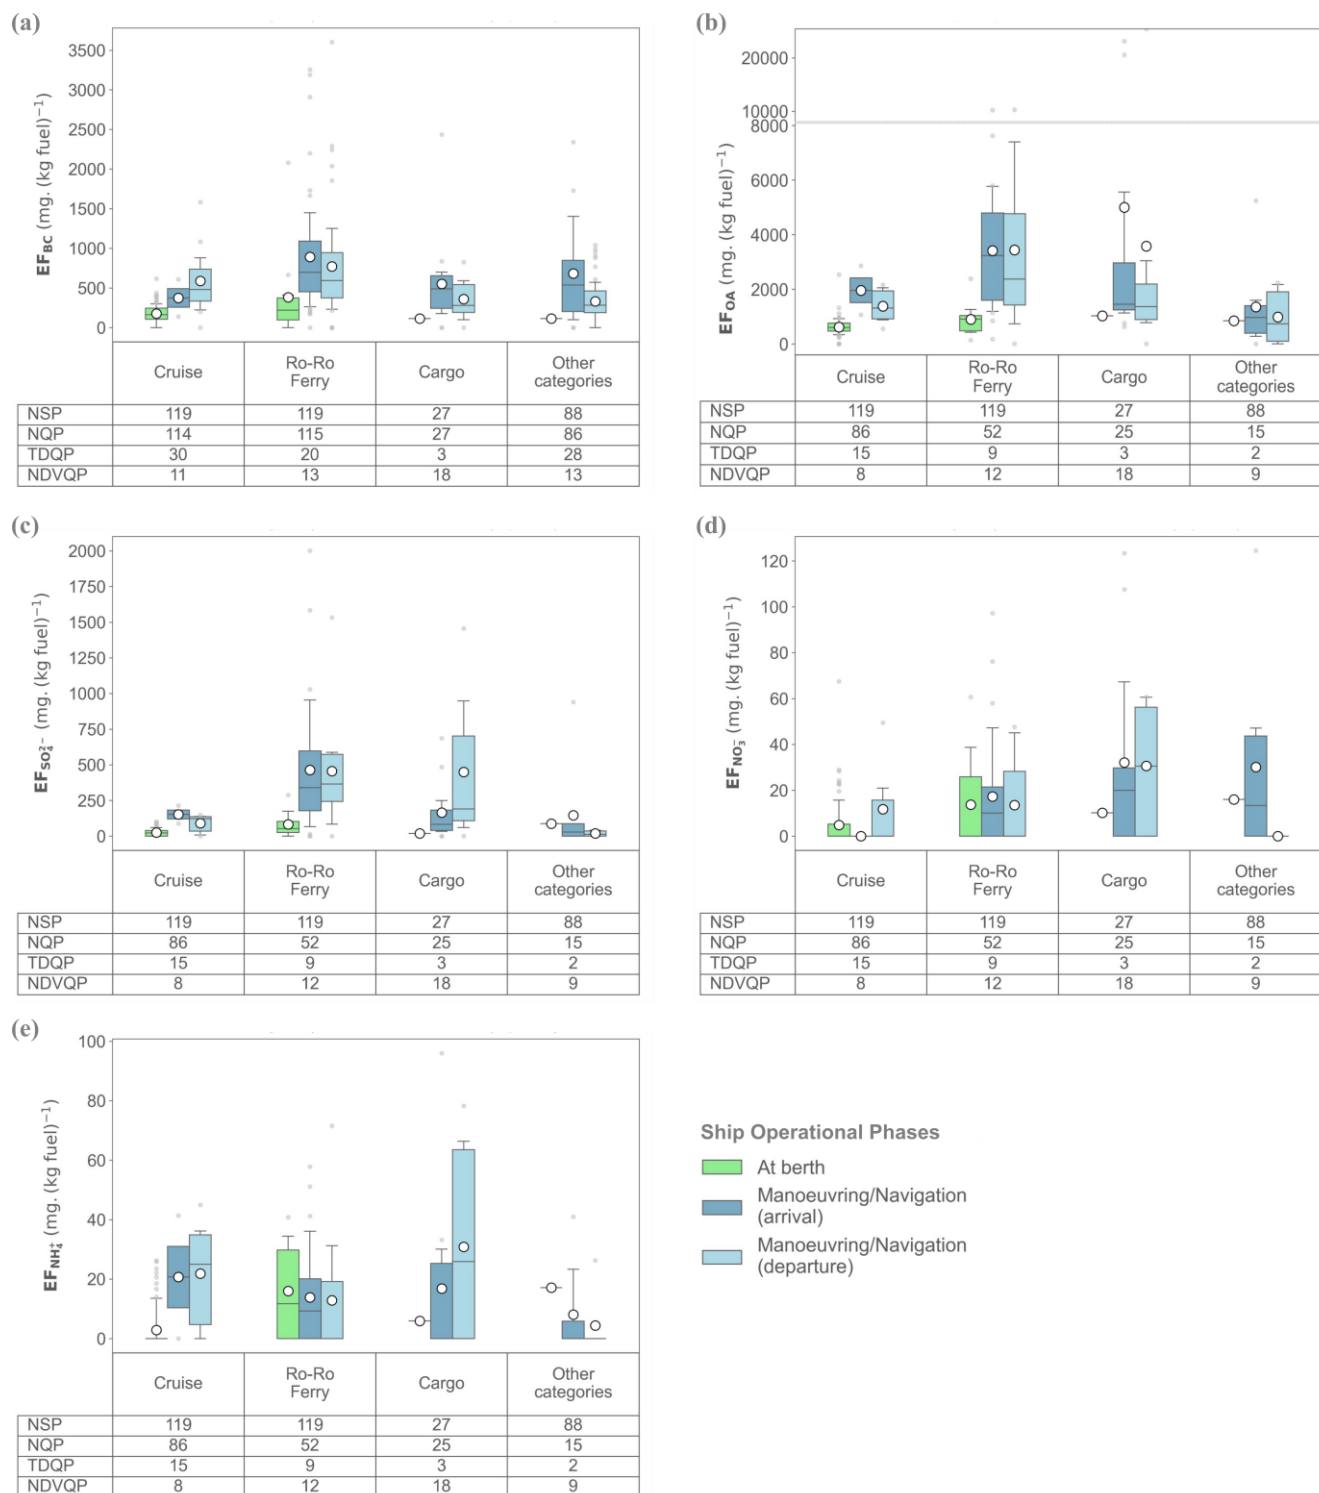 (a)
EF_BC (mg. (kg fuel)⁻¹)
3500
3000
2500
2000
1500
1000
500
0
Cruise
Ro-Ro
Ferry
Cargo
Other
categories
NSP 119 119 27 88
NQP 114 115 27 86
TDQP 30 20 3 28
NDVQP 11 13 18 13
(b)
EF_OA (mg. (kg fuel)⁻¹)
20000
10000
8000
6000
4000
2000
0
Cruise
Ro-Ro
Ferry
Cargo
Other
categories
NSP 119 119 27 88
NQP 86 52 25 15
TDQP 15 9 3 2
NDVQP 8 12 18 9
(c)
EF_SO₄²⁻ (mg. (kg fuel)⁻¹)
2000
1750
1500
1250
1000
750
500
250
0
Cruise
Ro-Ro
Ferry
Cargo
Other
categories
NSP 119 119 27 88
NQP 86 52 25 15
TDQP 15 9 3 2
NDVQP 8 12 18 9
(d)
EF_NO₃⁻ (mg. (kg fuel)⁻¹)
120
100
80
60
40
20
0
Cruise
Ro-Ro
Ferry
Cargo
Other
categories
NSP 119 119 27 88
NQP 86 52 25 15
TDQP 15 9 3 2
NDVQP 8 12 18 9
(e)
EF_NH₄⁺ (mg. (kg fuel)⁻¹)
100
80
60
40
20
0
Cruise
Ro-Ro
Ferry
Cargo
Other
categories
NSP 119 119 27 88
NQP 86 52 25 15
TDQP 15 9 3 2
NDVQP 8 12 18 9
Ship Operational Phases
At berth
Manoeuvring/Navigation
(arrival)
Manoeuvring/Navigation
(departure)